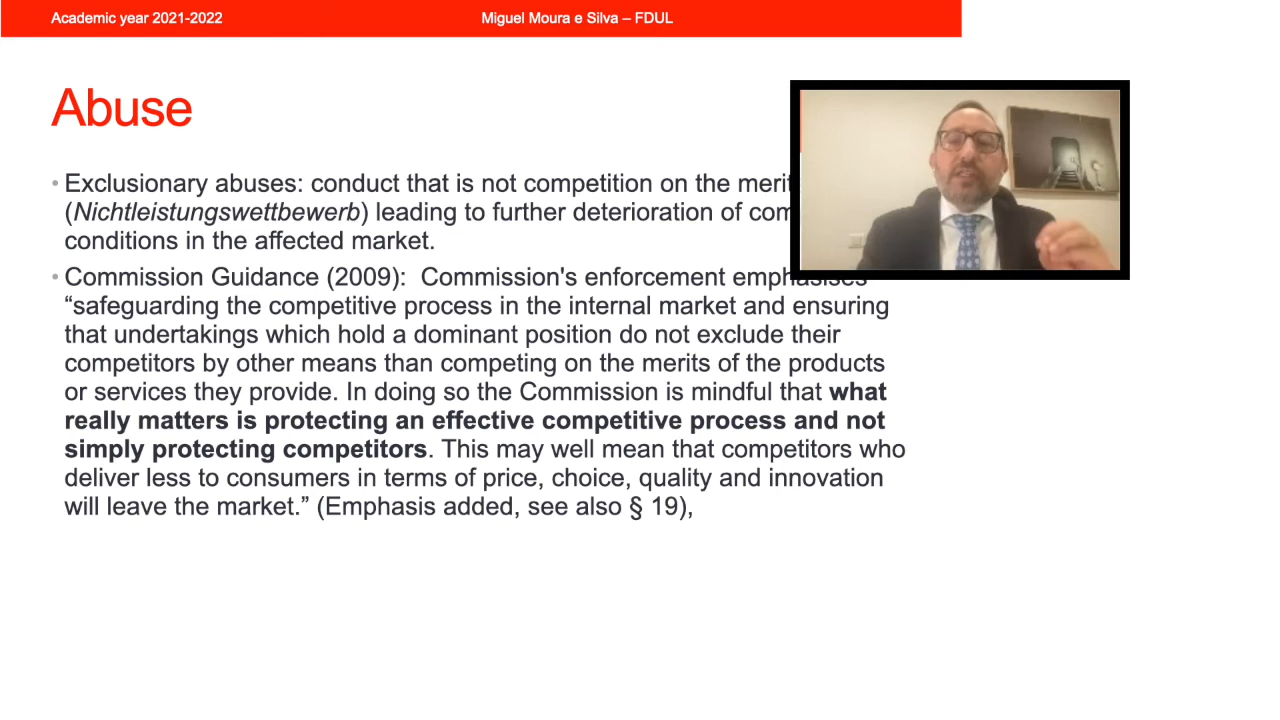 Academic year 2021-2022
Miguel Moura e Silva – FDUL
Abuse
• Exclusionary abuses: conduct that is not competition on the
(Nichtleistungswettbewerb) leading to further deterioration of
conditions in the affected market.
• Commission Guidance (2009):  Commission's enforcement emphasises
“safeguarding the competitive process in the internal market and ensuring
that undertakings which hold a dominant position do not exclude their
competitors by other means than competing on the merits of the products
or services they provide. In doing so the Commission is mindful that what
really matters is protecting an effective competitive process and not
simply protecting competitors. This may well mean that competitors who
deliver less to consumers in terms of price, choice, quality and innovation
will leave the market.” (Emphasis added, see also § 19),